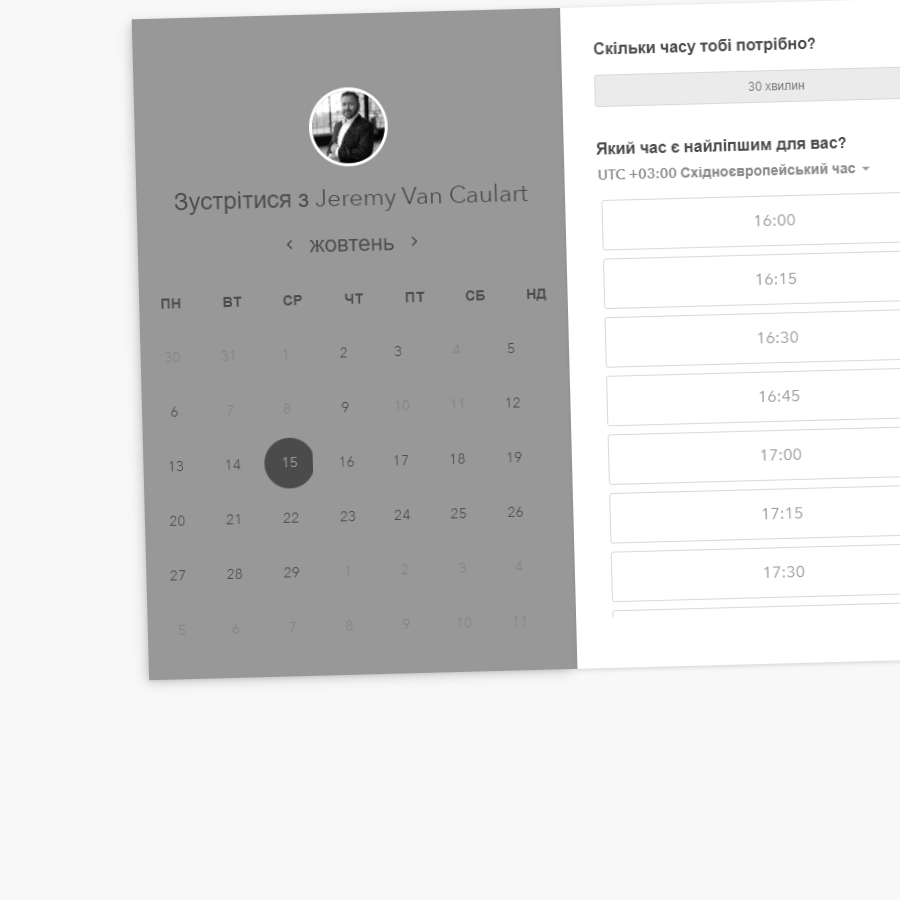 Зустрітися з Jeremy Van Caulart
жовтень
ПН ВТ СР ЧТ ПТ СБ НД
30 31 1 2 3 4 5
6 7 8 9 10 11 12
13 14 15 16 17 18 19
20 21 22 23 24 25 26
27 28 29 1 2 3 4
5 6 7 8 9 10 11
Скільки часу тобі потрібно?
30 хвилин
Який час є найліпшим для вас?
UTC +03:00 Східноєвропейський час
16:00
16:15
16:30
16:45
17:00
17:15
17:30